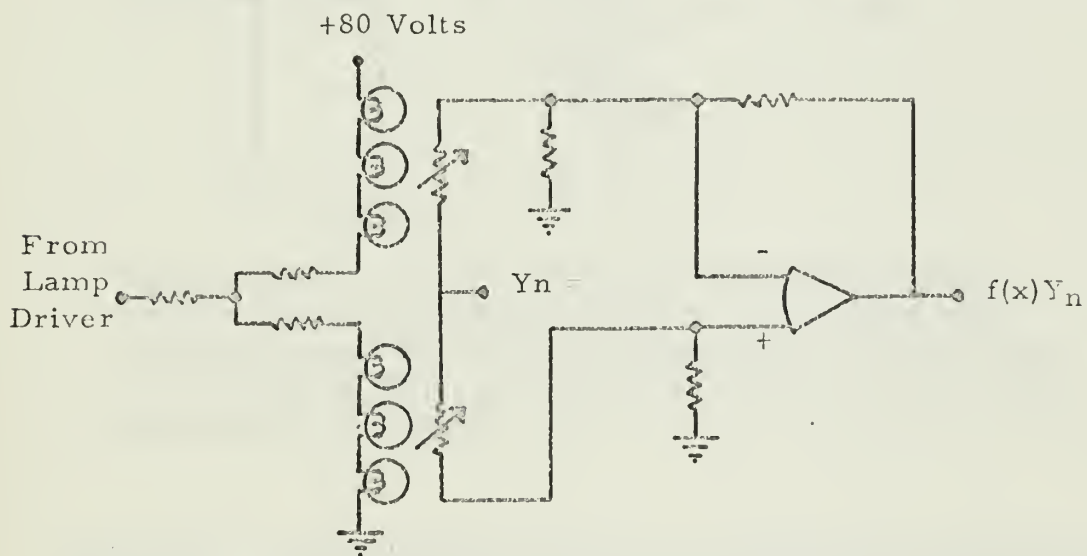 +80 Volts
From
Lamp
Driver
Yn =
-
+
f(x)Yn